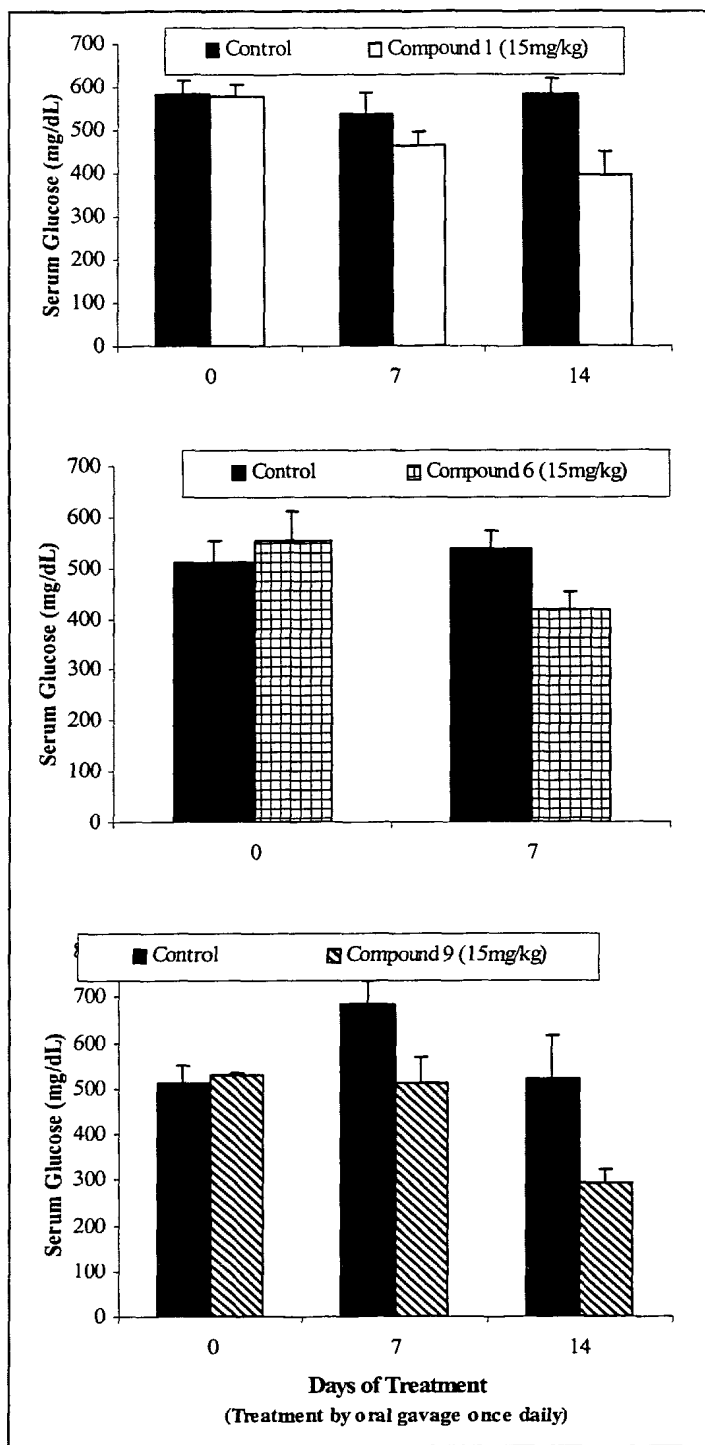 Control Compound 1 (15mg/kg)
700
600
500
400
300
200
100
0
Serum Glucose (mg/dL)
0 7 14
Control Compound 6 (15mg/kg)
700
600
500
400
300
200
100
0
Serum Glucose (mg/dL)
0 7
Control Compound 9 (15mg/kg)
700
600
500
400
300
200
100
0
Serum Glucose (mg/dL)
0 7 14
Days of Treatment
(Treatment by oral gavage once daily)